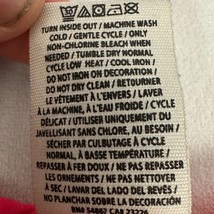 TURN INSIDE OUT / MACHINE WASH
COLD / GENTLE CYCLE / ONLY
NON-CHLORINE BLEACH WHEN
NEEDED / TUMBLE DRY NORMAL
CYCLE LOW HEAT / COOL IRON /
DO NOT IRON ON DECORATION /
DO NOT DRY CLEAN / RETOURNER
LE VÊTEMENT À L'ENVERS / LAVER
À LA MACHINE, À L'EAU FROIDE / CYCLE
DÉLICAT / UTILISER UNIQUEMENT DU
JAVELLISANT SANS CHLORE, AU BESOIN /
SÉCHER PAR CULBUTAGE À CYCLE
NORMAL, À BASSE TEMPÉRATURE /
REPASSER À FER DOUX / NE PAS REPASSER
LES ORNEMENTS / NE PAS NETTOYER
À SEC / LAVAR DEL LADO DEL REVÉS
NO PLANCHAR SOBRE LA DECORACION
RN# 54867 CA# 23226